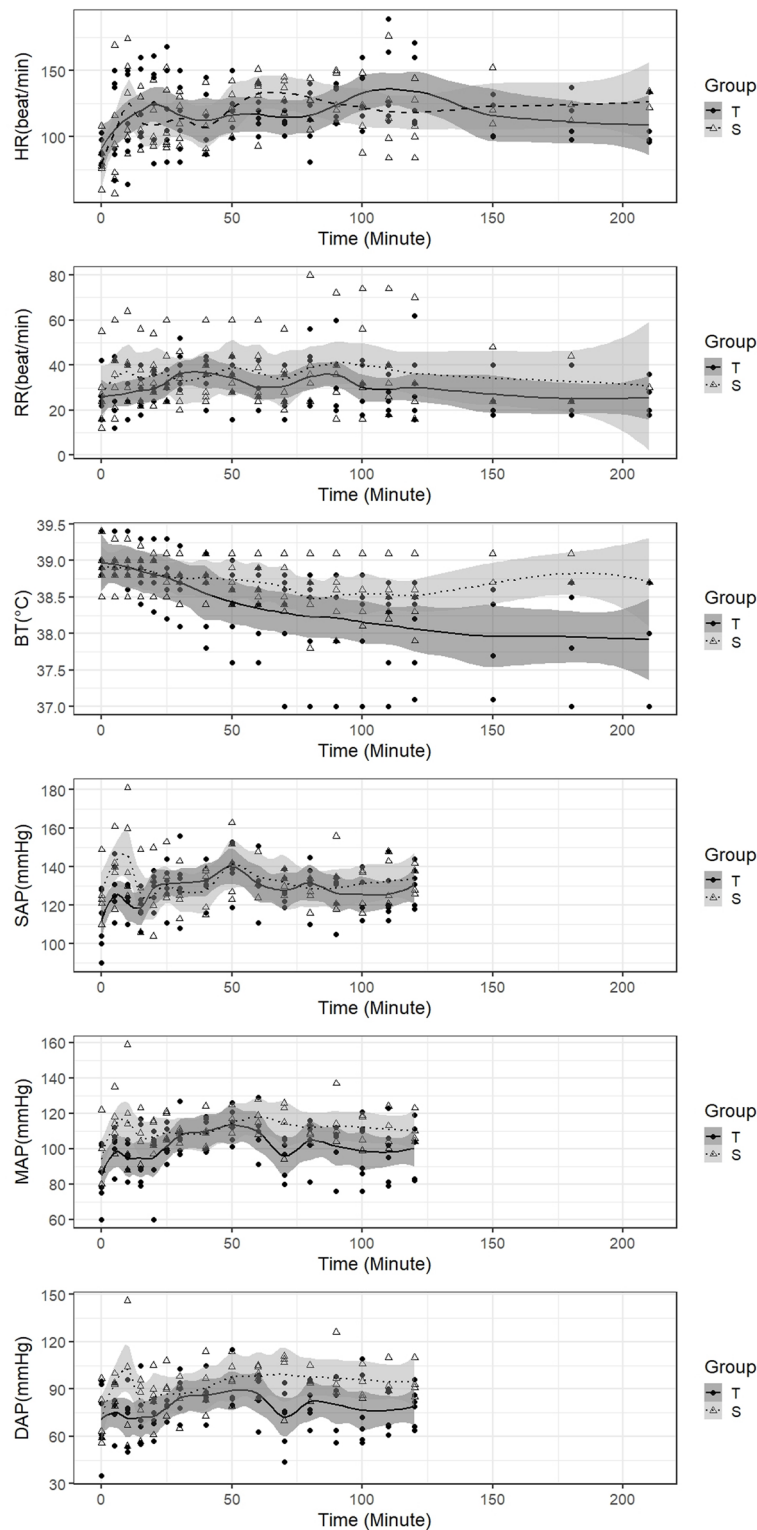 HR(beat/min)
150
100
0
50
100
150
200
Time (Minute)
Group
T
S
RR(beat/min)
80
60
40
20
0
0
50
100
150
200
Time (Minute)
Group
T
S
BT(°C)
39.5
39.0
38.5
38.0
37.5
37.0
0
50
100
150
200
Time (Minute)
Group
T
S
SAP(mmHg)
180
160
140
120
100
0
50
100
150
200
Time (Minute)
Group
T
S
MAP(mmHg)
160
140
120
100
80
60
0
50
100
150
200
Time (Minute)
Group
T
S
DAP(mmHg)
150
120
90
60
30
0
50
100
150
200
Time (Minute)
Group
T
S